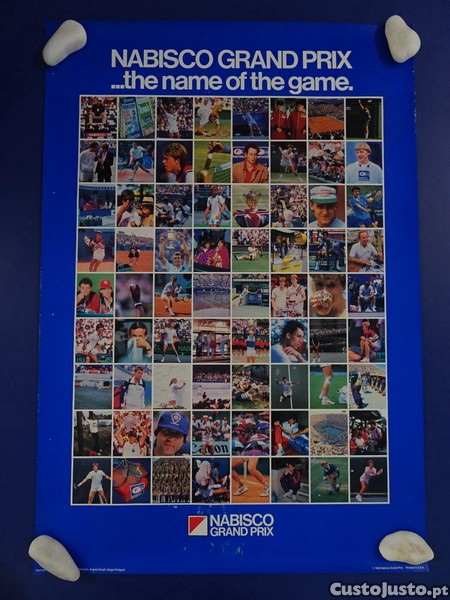 NABISCO GRAND PRIX
...the name of the game.
NABISCO
GRAND PRIX
CustoJusto.pt